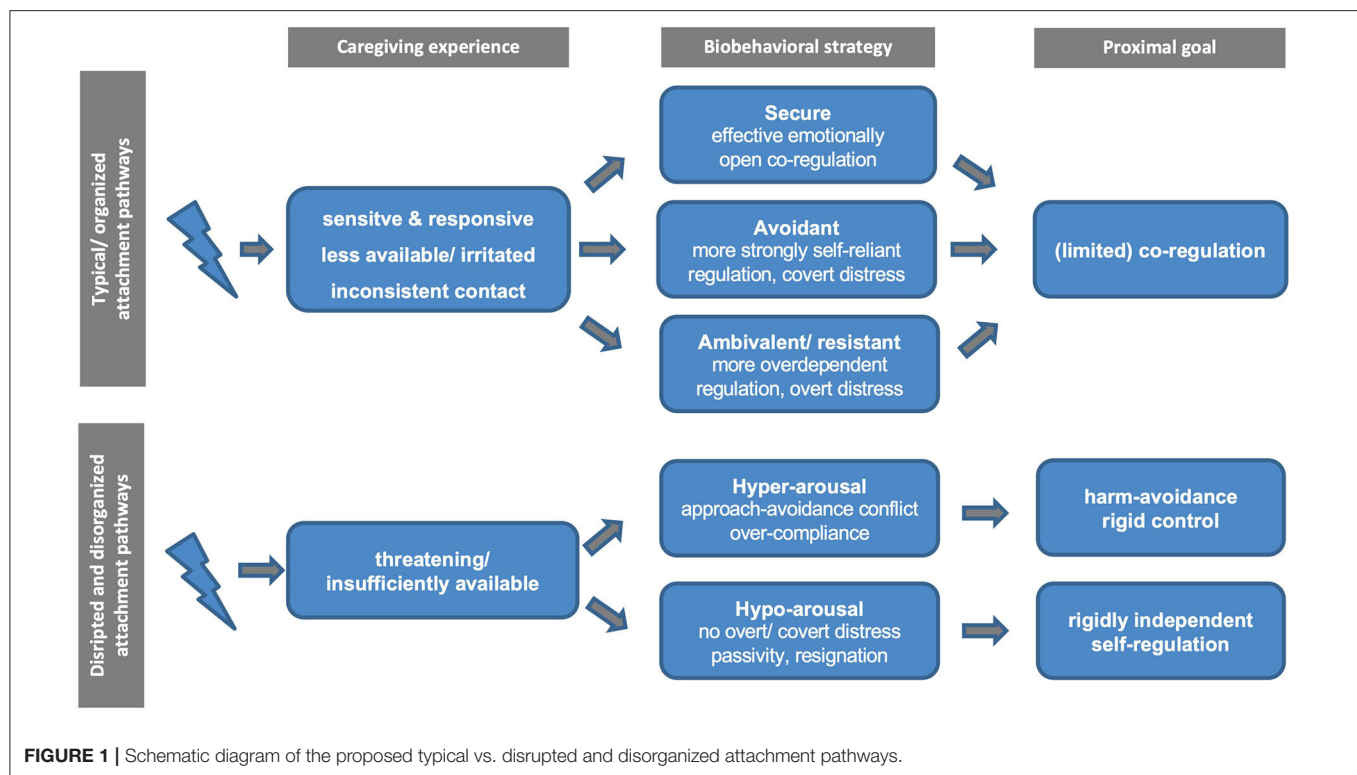 Caregiving experience
Biobehavioral strategy
Proximal goal
Typical/ organized
attachment pathways
sensitve & responsive
less available/ irritated
inconsistent contact
Secure
effective emotionally
open co-regulation
Avoidant
more strongly self-reliant
regulation, covert distress
Ambivalent/ resistant
more overdependent
regulation, overt distress
(limited) co-regulation
Disripted and disorganized
attachment pathways
threatening/
insufficiently available
Hyper-arousal
approach-avoidance conflict
over-compliance
harm-avoidance
rigid control
Hypo-arousal
no overt/ covert distress
passivity, resignation
rigidly independent
self-regulation
FIGURE 1 | Schematic diagram of the proposed typical vs. disrupted and disorganized attachment pathways.